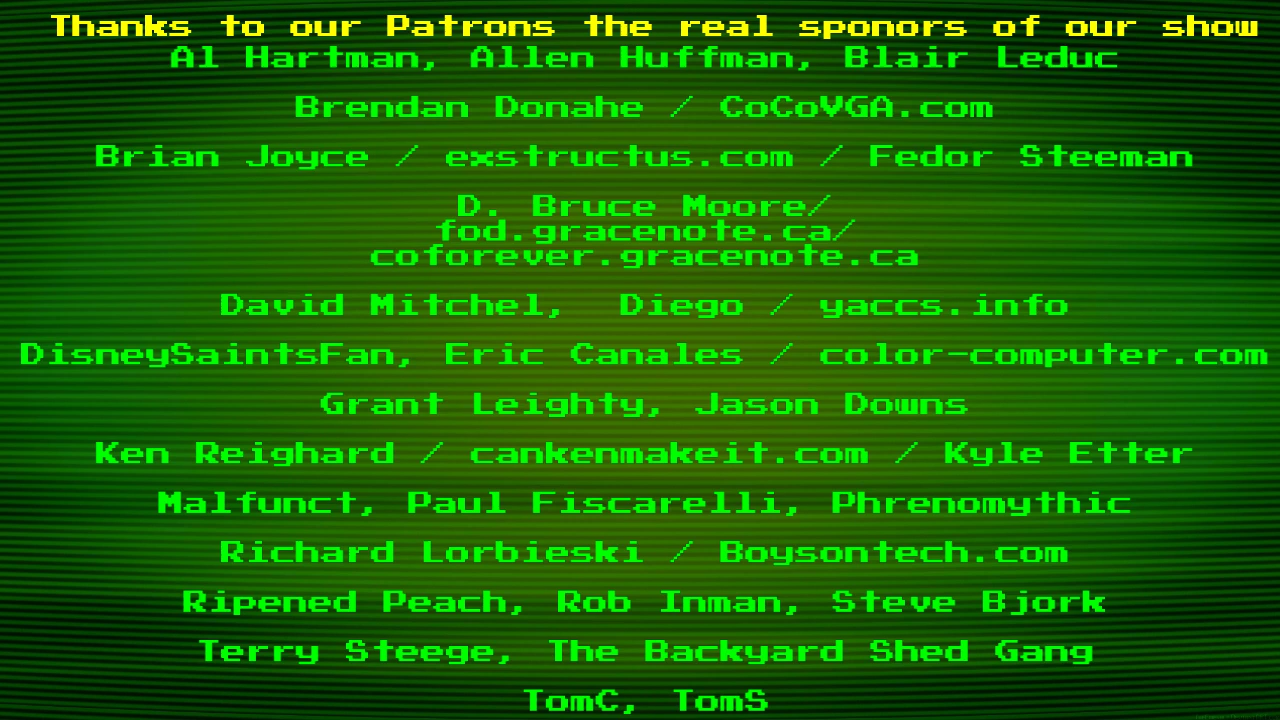 Thanks to our Patrons the real sponors of our show
Al Hartman, Allen Huffman, Blair Leduc
Brendan Donahe / CoCoVGA.com
Brian Joyce / exstructus.com / Fedor Steeman
D. Bruce Moore/
fod.gracenote.ca/
coforever.gracenote.ca
David Mitchel,  Diego / yaccs.info
DisneySaintsFan, Eric Canales / color-computer.com
Grant Leighty, Jason Downs
Ken Reighard / cankenmakeit.com / Kyle Etter
Malfunct, Paul Fiscarelli, Phrenomythic
Richard Lorbieski / Boysontech.com
Ripened Peach, Rob Inman, Steve Bjork
Terry Steege, The Backyard Shed Gang
TomC, TomS